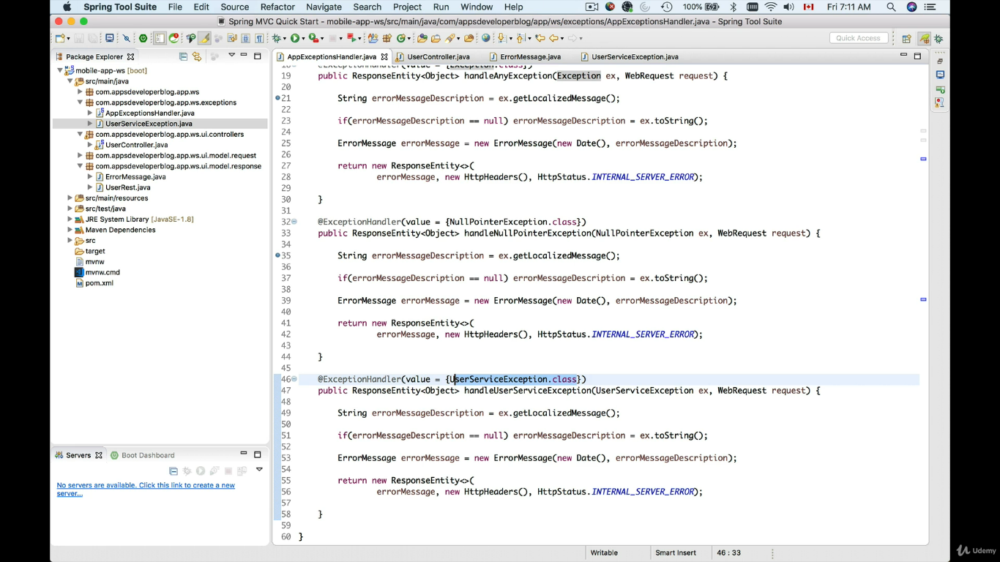 Spring Tool Suite File Edit Source Refactor Navigate Search Project Run Window Help 100% Fri 7:11 AM
Spring MVC Quick Start - mobile-app-ws/src/main/java/com/appsdeveloperblog/app/ws/exceptions/AppExceptionsHandler.java - Spring Tool Suite
Quick Access
Package Explorer
mobile-app-ws [boot]
src/main/java
com.appsdeveloperblog.app.ws
com.appsdeveloperblog.app.ws.exceptions
AppExceptionsHandler.java
UserServiceException.java
com.appsdeveloperblog.app.ws.ui.controllers
UserController.java
com.appsdeveloperblog.app.ws.ui.model.request
com.appsdeveloperblog.app.ws.ui.model.response
ErrorMessage.java
UserRest.java
src/main/resources
src/test/java
JRE System Library [JavaSE-1.8]
Maven Dependencies
src
target
mvnw
mvnw.cmd
pom.xml
Servers Boot Dashboard
No servers are available. Click this link to create a new
server...
AppExceptionsHandler.java UserController.java ErrorMessage.java UserServiceException.java
18 @ExceptionHandler(value = {Exception.class})
19 public ResponseEntity<Object> handleAnyException(Exception ex, WebRequest request) {
20
21 String errorMessageDescription = ex.getLocalizedMessage();
22
23 if(errorMessageDescription == null) errorMessageDescription = ex.toString();
24
25 ErrorMessage errorMessage = new ErrorMessage(new Date(), errorMessageDescription);
26
27 return new ResponseEntity<>(
28 errorMessage, new HttpHeaders(), HttpStatus.INTERNAL_SERVER_ERROR);
29
30 }
31
32 @ExceptionHandler(value = {NullPointerException.class})
33 public ResponseEntity<Object> handleNullPointerException(NullPointerException ex, WebRequest request) {
34
35 String errorMessageDescription = ex.getLocalizedMessage();
36
37 if(errorMessageDescription == null) errorMessageDescription = ex.toString();
38
39 ErrorMessage errorMessage = new ErrorMessage(new Date(), errorMessageDescription);
40
41 return new ResponseEntity<>(
42 errorMessage, new HttpHeaders(), HttpStatus.INTERNAL_SERVER_ERROR);
43
44 }
45
46 @ExceptionHandler(value = {UserServiceException.class})
47 public ResponseEntity<Object> handleUserServiceException(UserServiceException ex, WebRequest request) {
48
49 String errorMessageDescription = ex.getLocalizedMessage();
50
51 if(errorMessageDescription == null) errorMessageDescription = ex.toString();
52
53 ErrorMessage errorMessage = new ErrorMessage(new Date(), errorMessageDescription);
54
55 return new ResponseEntity<>(
56 errorMessage, new HttpHeaders(), HttpStatus.INTERNAL_SERVER_ERROR);
57
58 }
59
60 }
Writable Smart Insert 46 : 33
Udemy